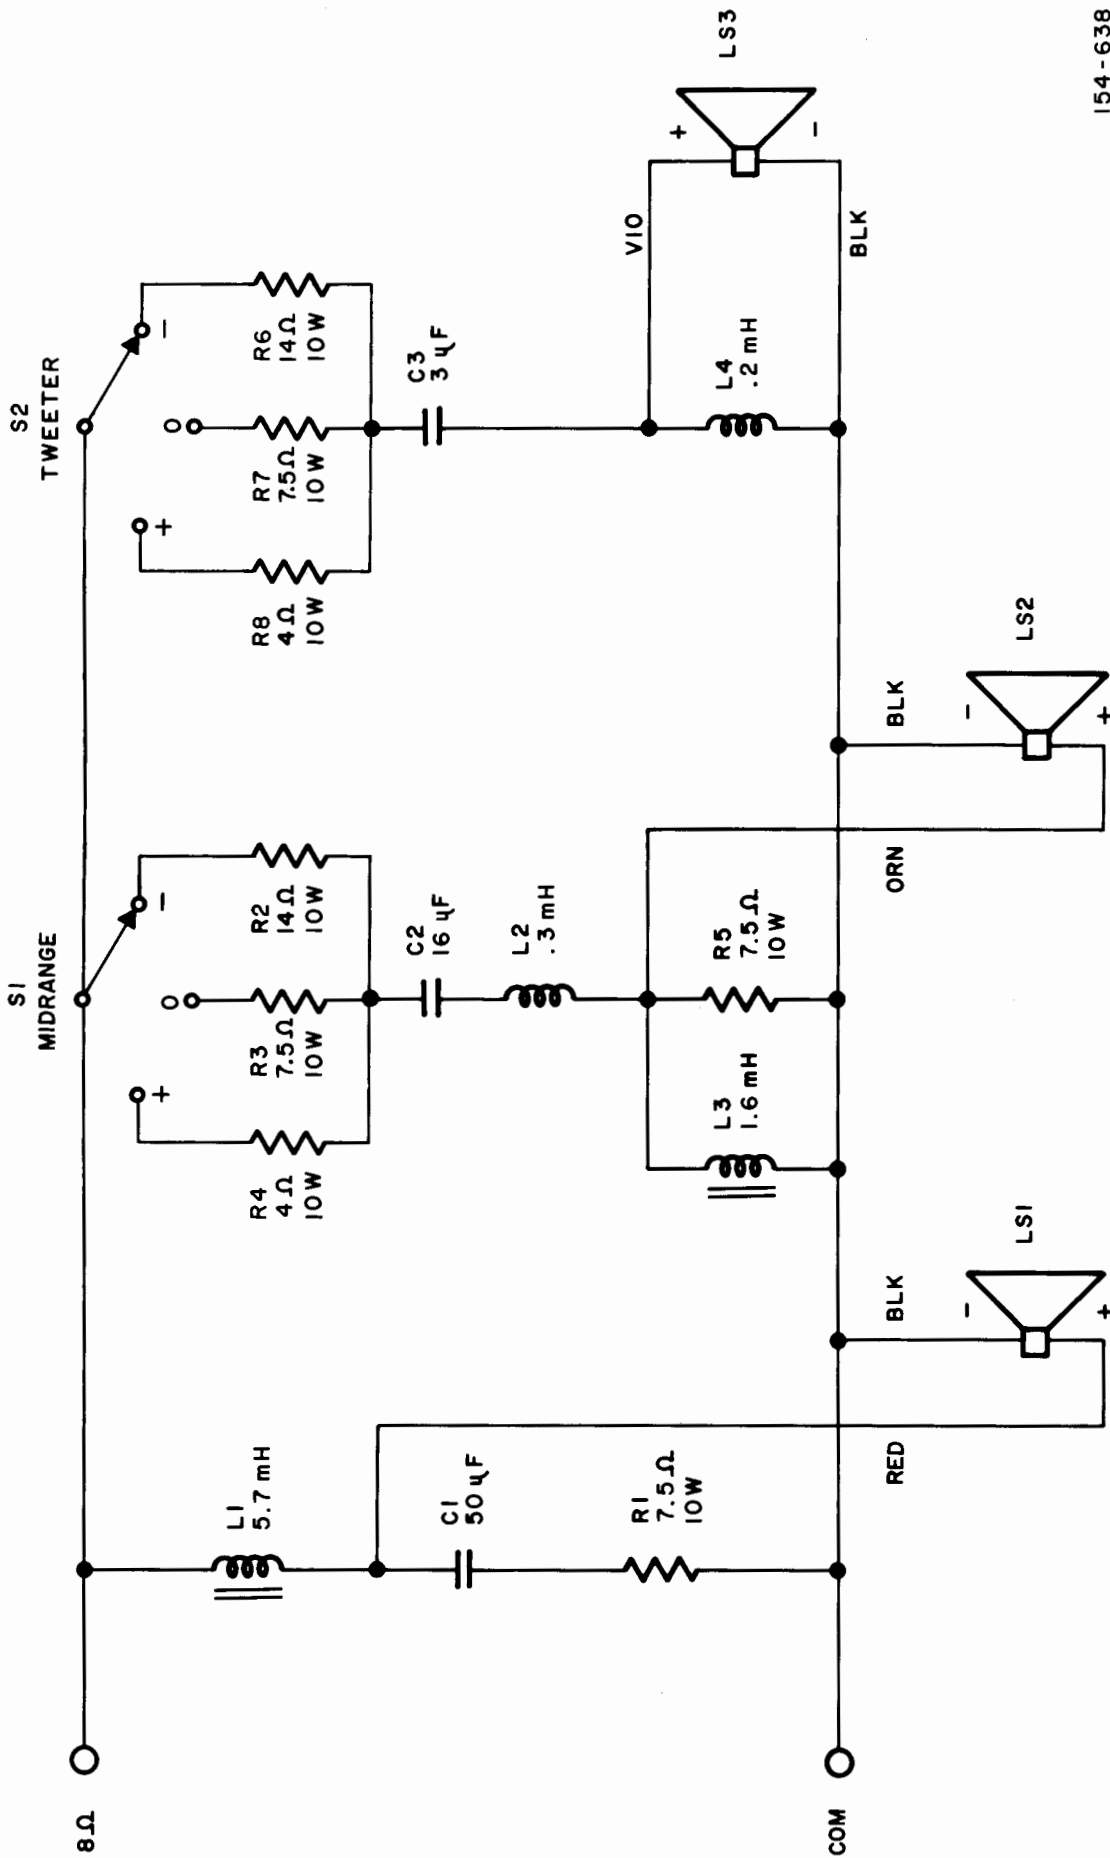 S1
MIDRANGE
S2
TWEETER
8Ω
+
O
−
+
O
−
L1
5.7 mH
R4
4Ω
10W
R3
7.5Ω
10W
R2
14Ω
10W
R8
4Ω
10W
R7
7.5Ω
10W
R6
14Ω
10W
C1
50 μF
C2
16 μF
C3
3 μF
L2
.3 mH
R1
7.5Ω
10W
L3
1.6 mH
R5
7.5Ω
10W
L4
.2 mH
VIO
+
−
LS3
BLK
COM
RED
BLK
ORN
BLK
−
+
LS1
−
+
LS2
154-638